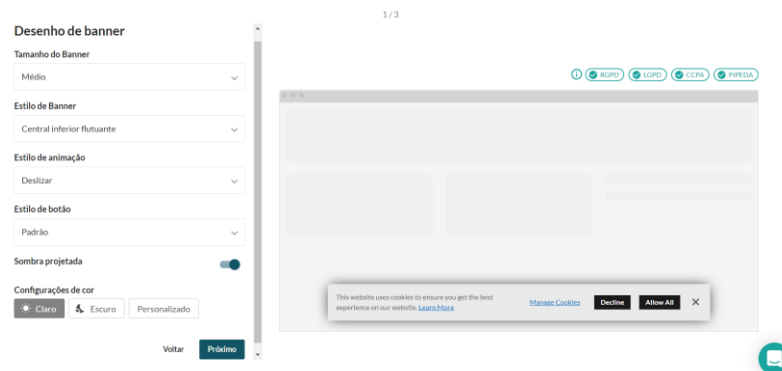 1 / 3
Desenho de banner
Tamanho do Banner
Médio
Estilo de Banner
Central inferior flutuante
Estilo de animação
Deslizar
Estilo de botão
Padrão
Sombra projetada
Configurações de cor
Claro Escuro Personalizado
Voltar Próximo
RGPD LGPD CCPA PIPEDA
This website uses cookies to ensure you get the best
experience on our website. Learn More
Manage Cookies Decline Allow All